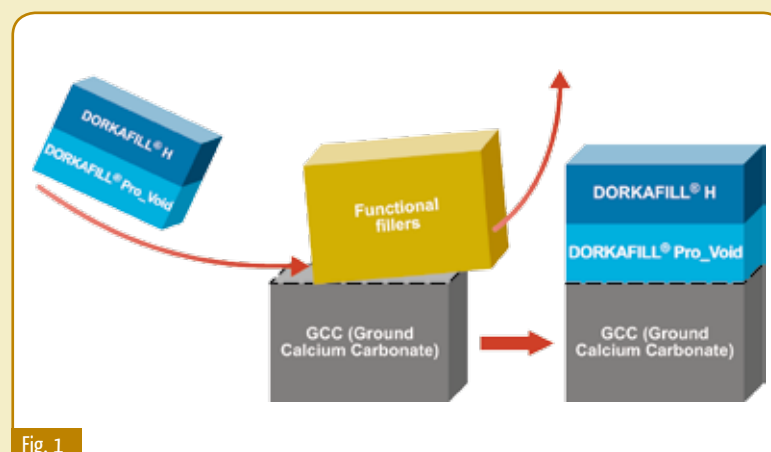 DORKAFILL® H
DORKAFILL® Pro_Void
Functional
fillers
GCC (Ground
Calcium Carbonate)
DORKAFILL® H
DORKAFILL® Pro_Void
GCC (Ground
Calcium Carbonate)
Fig. 1